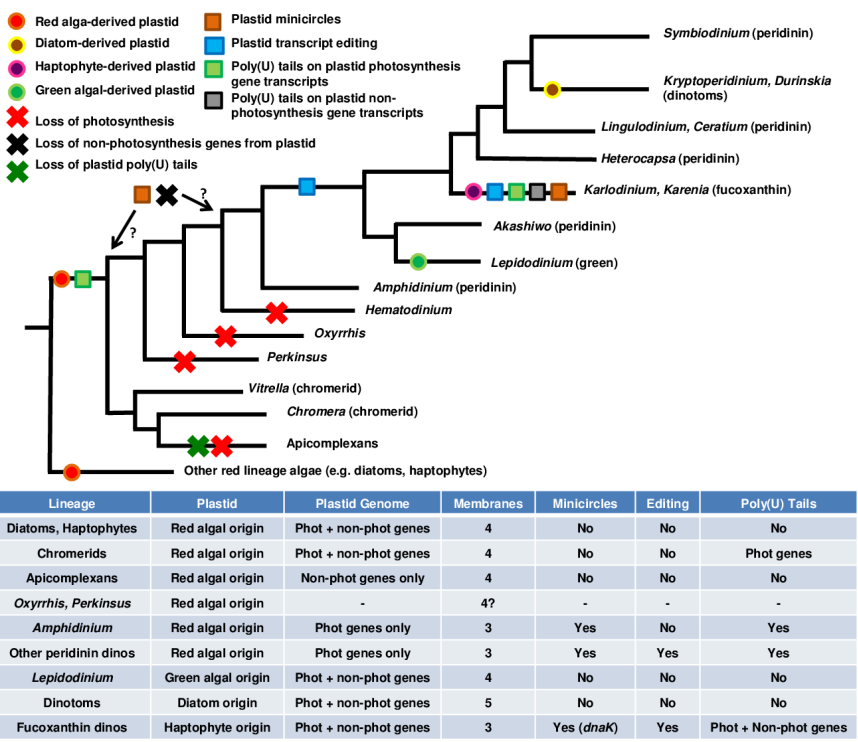 Red alga-derived plastid
Diatom-derived plastid
Haptophyte-derived plastid
Green algal-derived plastid
Loss of photosynthesis
Loss of non-photosynthesis genes from plastid
Loss of plastid poly(U) tails
Plastid minicircles
Plastid transcript editing
Poly(U) tails on plastid photosynthesis
gene transcripts
Poly(U) tails on plastid non-
photosynthesis gene transcripts
Symbiodinium (peridinin)
Kryptoperidinium, Durinskia
(dinotoms)
Lingulodinium, Ceratium (peridinin)
Heterocapsa (peridinin)
Karlodinium, Karenia (fucoxanthin)
Akashiwo (peridinin)
Lepidodinium (green)
Amphidinium (peridinin)
Hematodinium
Oxyrrhis
Perkinsus
Vitrella (chromerid)
Chromera (chromerid)
Apicomplexans
Other red lineage algae (e.g. diatoms, haptophytes)
?
?
Lineage Plastid Plastid Genome Membranes Minicircles Editing Poly(U) Tails
Diatoms, Haptophytes Red algal origin Phot + non-phot genes 4 No No No
Chromerids Red algal origin Phot + non-phot genes 4 No No Phot genes
Apicomplexans Red algal origin Non-phot genes only 4 No No No
Oxyrrhis, Perkinsus Red algal origin - 4? - - -
Amphidinium Red algal origin Phot genes only 3 Yes No Yes
Other peridinin dinos Red algal origin Phot genes only 3 Yes Yes Yes
Lepidodinium Green algal origin Phot + non-phot genes 4 No No No
Dinotoms Diatom origin Phot + non-phot genes 5 No No No
Fucoxanthin dinos Haptophyte origin Phot + non-phot genes 3 Yes (dnaK) Yes Phot + Non-phot genes